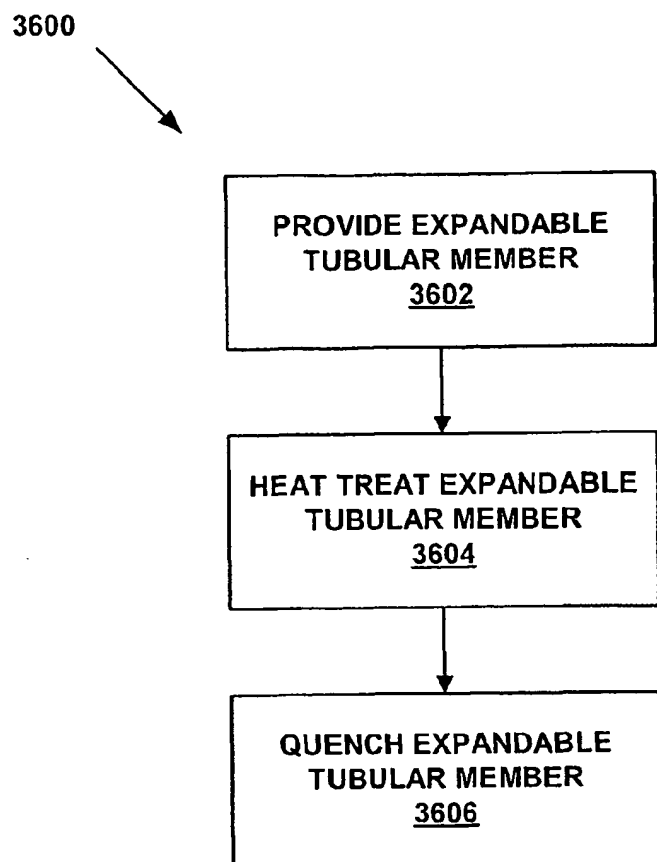 3600
PROVIDE EXPANDABLE
TUBULAR MEMBER
3602
HEAT TREAT EXPANDABLE
TUBULAR MEMBER
3604
QUENCH EXPANDABLE
TUBULAR MEMBER
3606